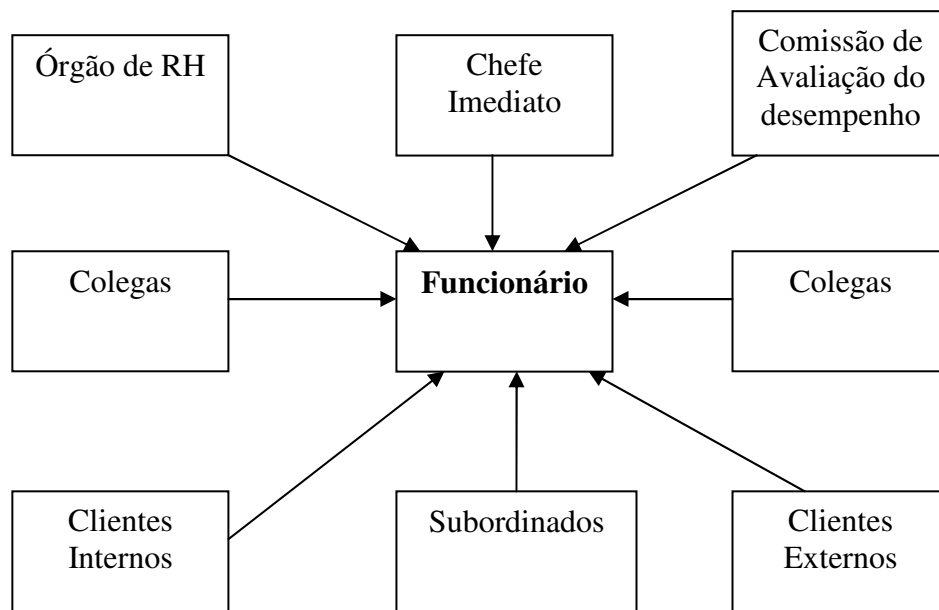 Órgão de RH
Chefe
Imediato
Comissão de
Avaliação do
desempenho
Colegas
Funcionário
Colegas
Clientes
Internos
Subordinados
Clientes
Externos